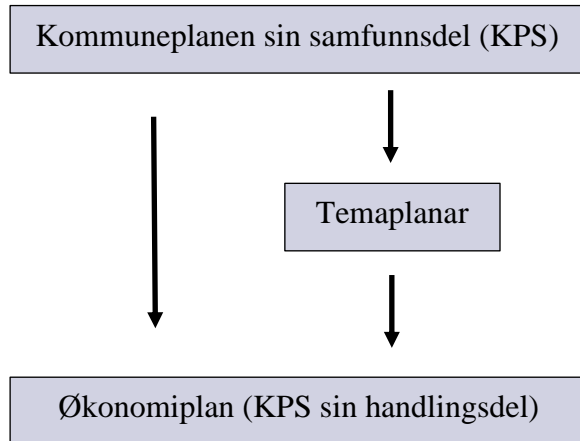 Kommuneplanen sin samfunnsdel (KPS)
Temaplanar
Økonomiplan (KPS sin handlingsdel)